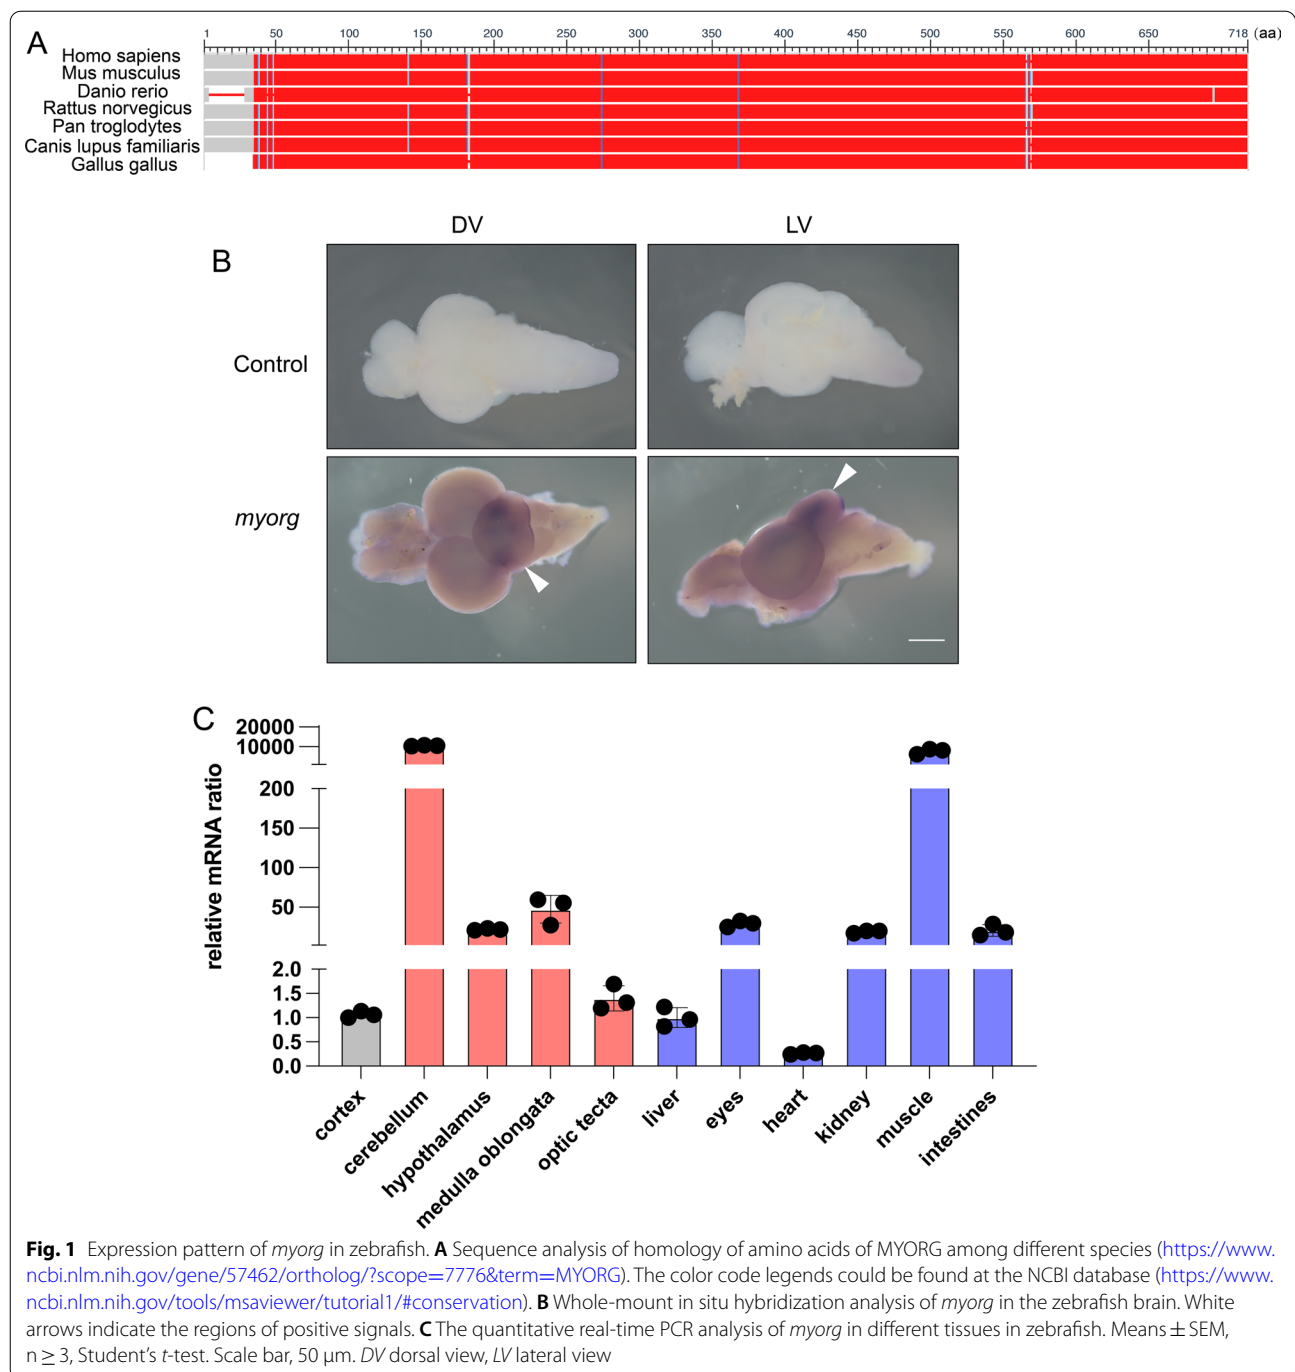 A
1 50 100 150 200 250 300 350 400 450 500 550 600 650 718 (aa)
Homo sapiens
Mus musculus
Danio rerio
Rattus norvegicus
Pan troglodytes
Canis lupus familiaris
Gallus gallus
DV LV
B
Control
myorg
C
relative mRNA ratio
20000
10000
200
150
100
50
2.0
1.5
1.0
0.5
0.0
cortex
cerebellum
hypothalamus
medulla oblongata
optic tecta
liver
eyes
heart
kidney
muscle
intestines
Fig. 1 Expression pattern of myorg in zebrafish. A Sequence analysis of homology of amino acids of MYORG among different species (https://www.
ncbi.nlm.nih.gov/gene/57462/ortholog/?scope=7776&term=MYORG). The color code legends could be found at the NCBI database (https://www.
ncbi.nlm.nih.gov/tools/msaviewer/tutorial1/#conservation). B Whole-mount in situ hybridization analysis of myorg in the zebrafish brain. White
arrows indicate the regions of positive signals. C The quantitative real-time PCR analysis of myorg in different tissues in zebrafish. Means ± SEM,
n ≥ 3, Student's t-test. Scale bar, 50 μm. DV dorsal view, LV lateral view